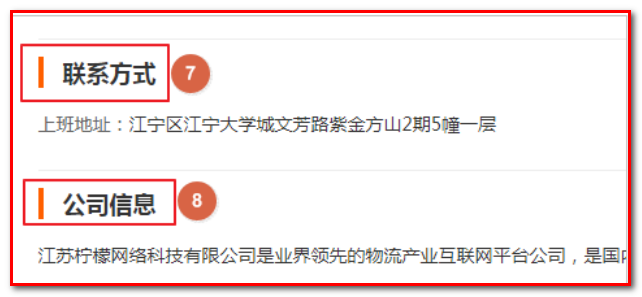 联系方式 7
上班地址：江宁区江宁大学城文芳路紫金方山2期5幢一层
公司信息 8
江苏柠檬网络科技有限公司是业界领先的物流产业互联网平台公司，是国